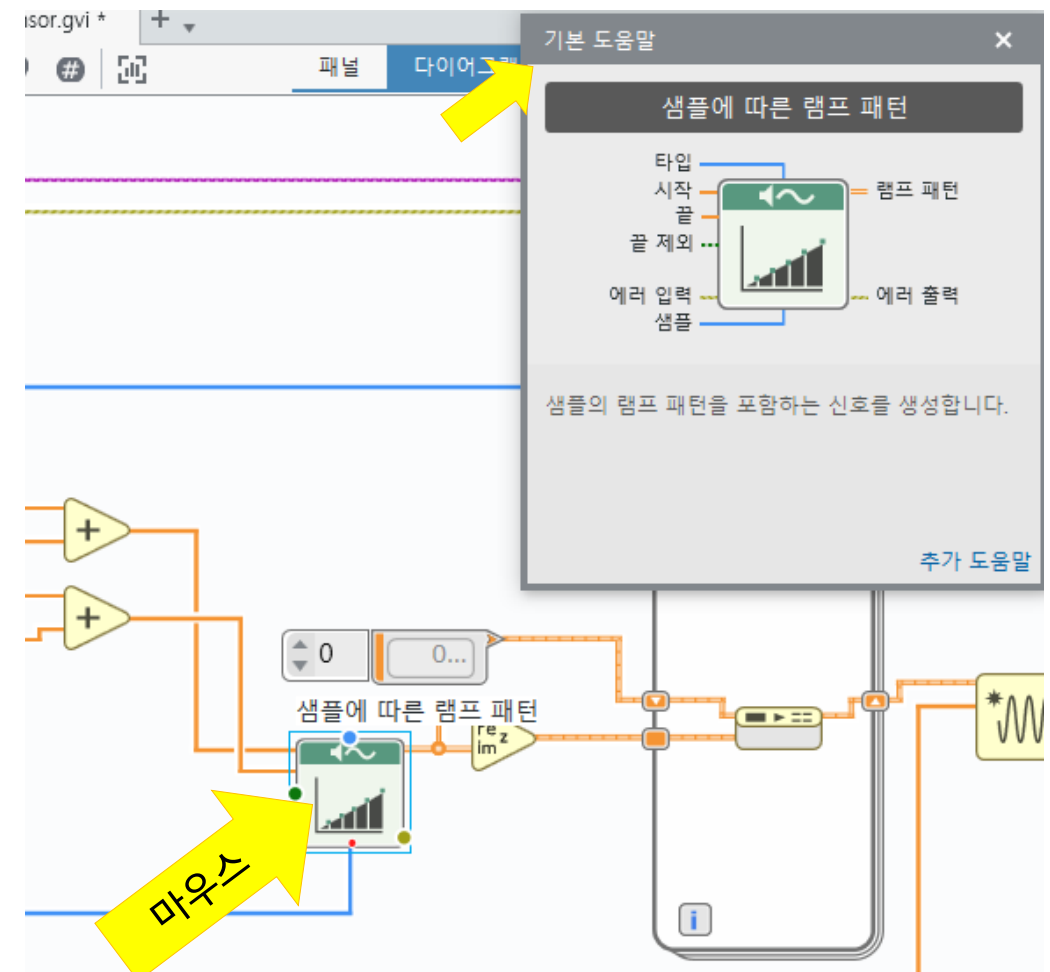 sor.gvi *
#
패널
다이어그램
기본 도움말
샘플에 따른 램프 패턴
타입
시작
끝
끝 제외
에러 입력
샘플
램프 패턴
에러 출력
샘플의 램프 패턴을 포함하는 신호를 생성합니다.
추가 도움말
+
+
0
0...
샘플에 따른 램프 패턴
re
im
z
마우스
i